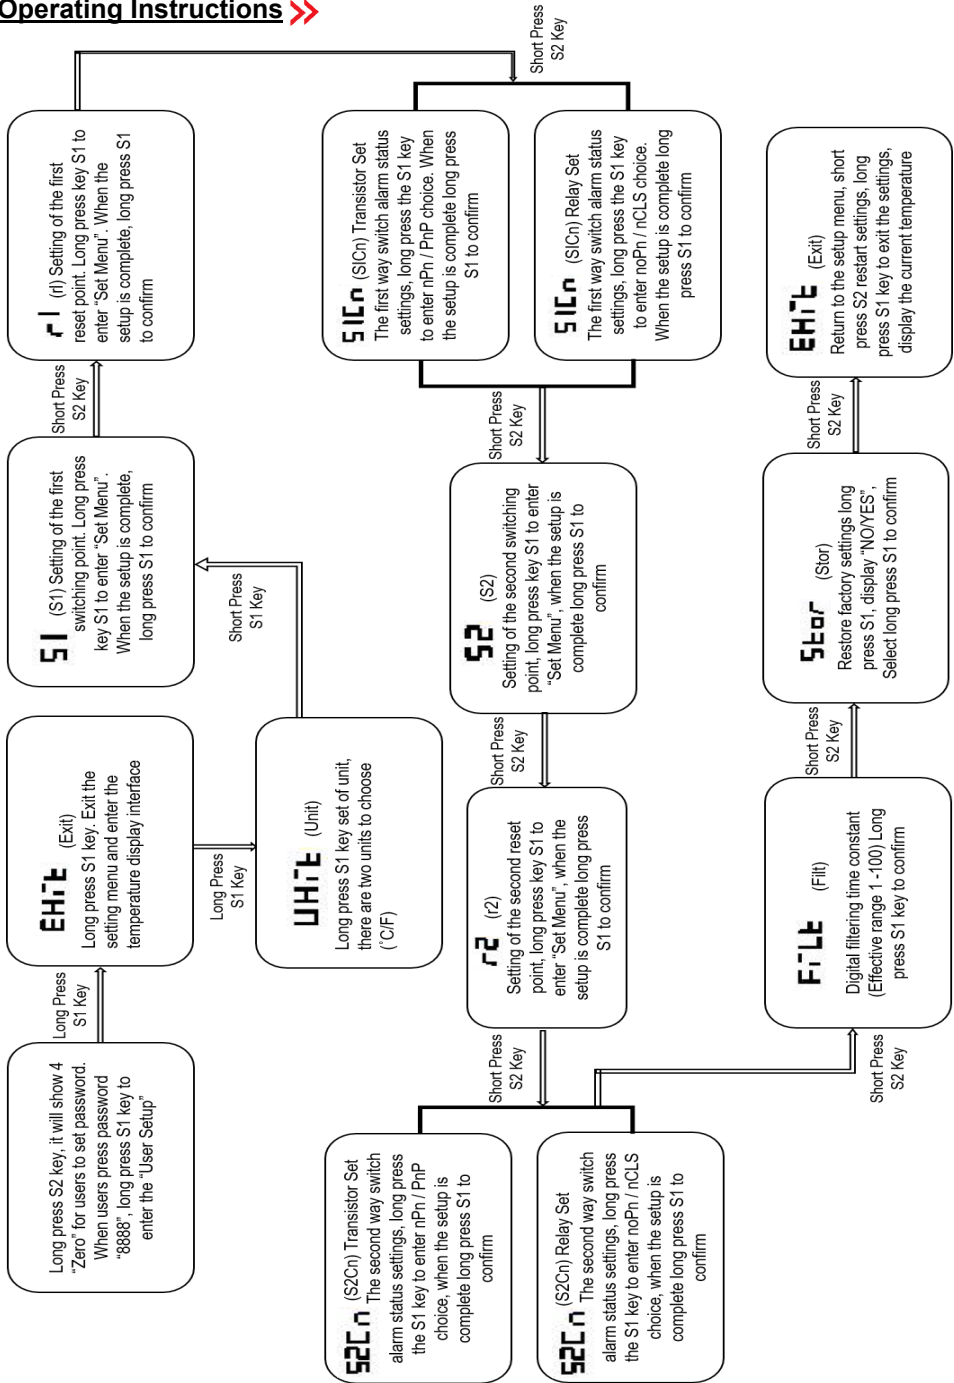 Operating Instructions
Long press S2 key, it will show 4
“Zero” for users to set password.
When users press password
“8888”, long press S1 key to
enter the “User Setup”
Long Press
S1 Key
EHit (Exit)
Long press S1 key. Exit the
setting menu and enter the
temperature display interface
Long Press
S1 Key
UHit (Unit)
Long press S1 key set of unit,
there are two units to choose
(°C/F)
Short Press
S1 Key
S1 (S1) Setting of the first
switching point. Long press
key S1 to enter “Set Menu”.
When the setup is complete,
long press S1 to confirm
Short Press
S2 Key
r1 (rI) Setting of the first
reset point. Long press key S1 to
enter “Set Menu”. When the
setup is complete, long press S1
to confirm
Short Press
S2 Key
S1Cn (SICn) Transistor Set
The first way switch alarm status
settings, long press the S1 key
to enter nPn / PnP choice. When
the setup is complete long press
S1 to confirm
S1Cn (SICn) Relay Set
The first way switch alarm status
settings, long press the S1 key
to enter noPn / nCLS choice.
When the setup is complete long
press S1 to confirm
Short Press
S2 Key
S2 (S2)
Setting of the second switching
point, long press key S1 to enter
“Set Menu”, when the setup is
complete long press S1 to
confirm
Short Press
S2 Key
r2 (r2)
Setting of the second reset
point, long press key S1 to
enter “Set Menu”, when the
setup is complete long press
S1 to confirm
Short Press
S2 Key
S2Cn (S2Cn) Transistor Set
The second way switch
alarm status settings, long press
the S1 key to enter nPn / PnP
choice, when the setup is
complete long press S1 to
confirm
S2Cn (S2Cn) Relay Set
The second way switch
alarm status settings, long press
the S1 key to enter noPn / nCLS
choice, when the setup is
complete long press S1 to
confirm
Short Press
S2 Key
FiLt (Filt)
Digital filtering time constant
(Effective range 1 -100) Long
press S1 key to confirm
Short Press
S2 Key
Stor (Stor)
Restore factory settings long
press S1, display “NO/YES”,
Select long press S1 to confirm
Short Press
S2 Key
EHit (Exit)
Return to the setup menu, short
press S2 restart settings, long
press S1 key to exit the settings,
display the current temperature